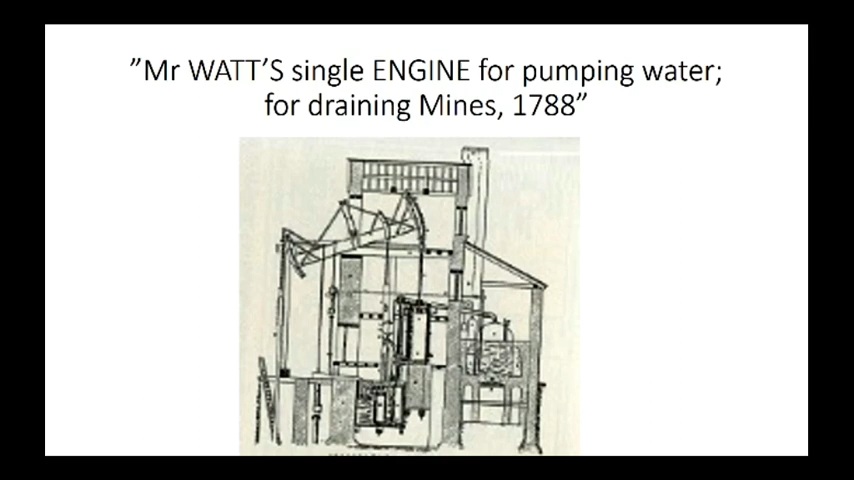 ”Mr WATT’S single ENGINE for pumping water;
for draining Mines, 1788”